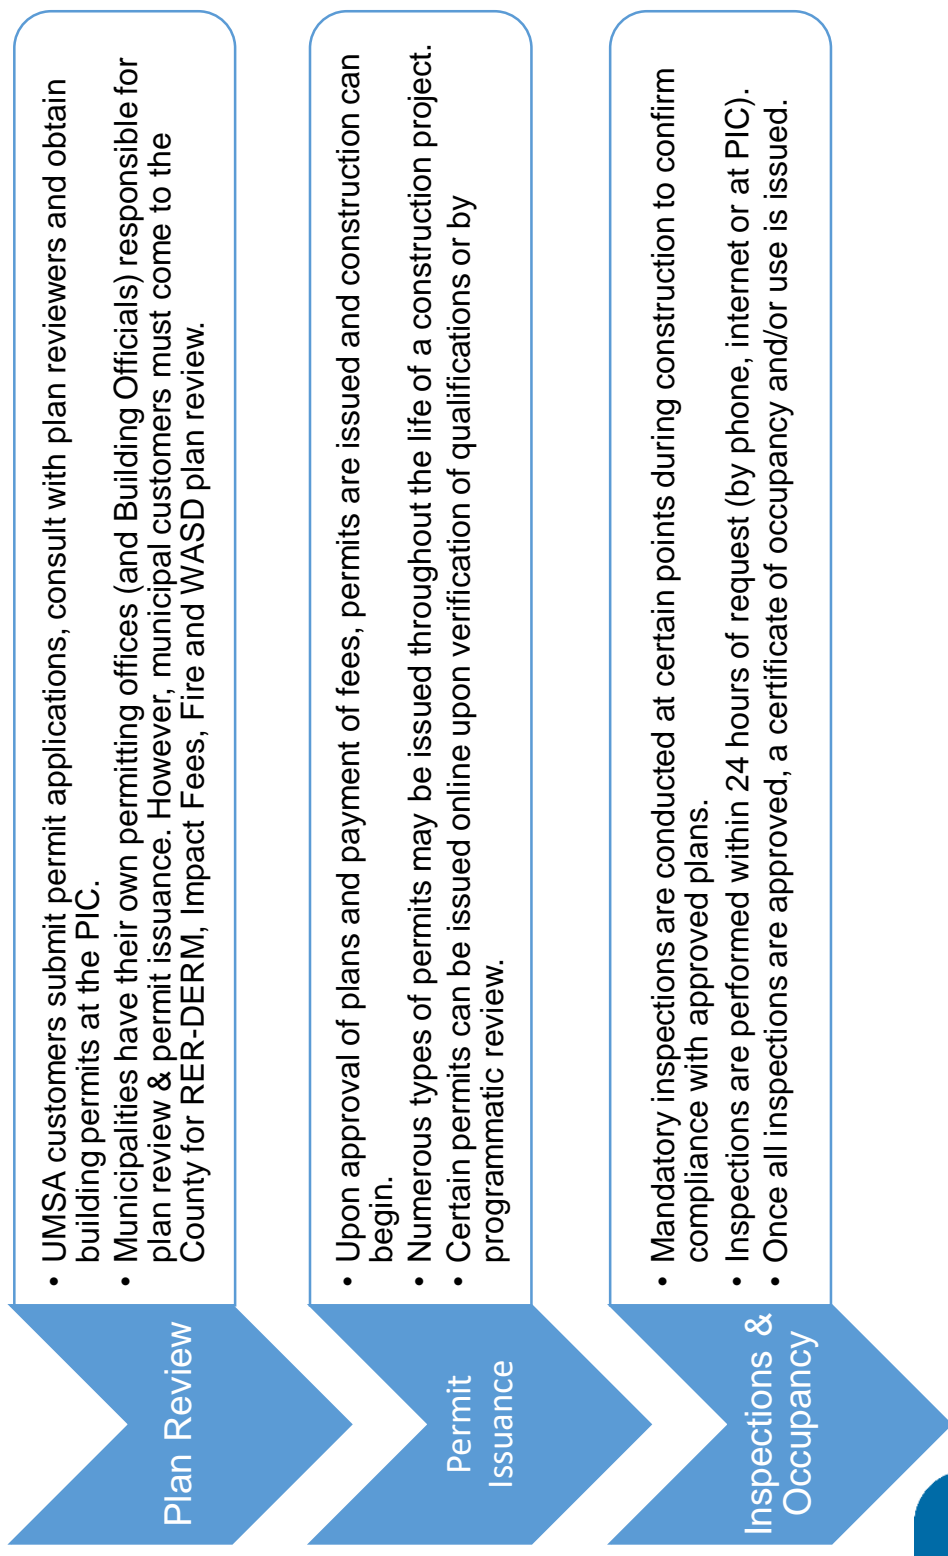 Plan Review
• UMSA customers submit permit applications, consult with plan reviewers and obtain
building permits at the PIC.
• Municipalities have their own permitting offices (and Building Officials) responsible for
plan review & permit issuance. However, municipal customers must come to the
County for RER-DERM, Impact Fees, Fire and WASD plan review.
Permit
Issuance
• Upon approval of plans and payment of fees, permits are issued and construction can
begin.
• Numerous types of permits may be issued throughout the life of a construction project.
• Certain permits can be issued online upon verification of qualifications or by
programmatic review.
Inspections &
Occupancy
• Mandatory inspections are conducted at certain points during construction to confirm
compliance with approved plans.
• Inspections are performed within 24 hours of request (by phone, internet or at PIC).
• Once all inspections are approved, a certificate of occupancy and/or use is issued.